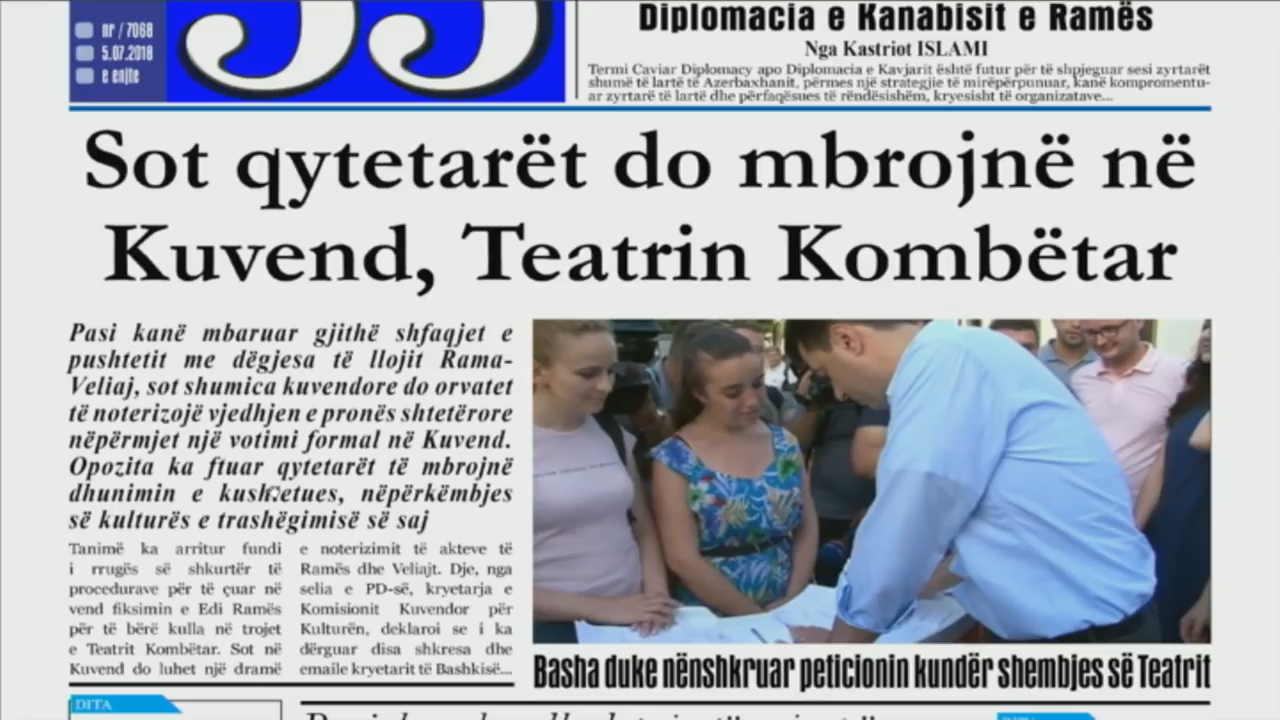 nr / 7068
5.07.2018
e enjte
55
Diplomacia e Kanabisit e Ramës
Nga Kastriot ISLAMI
Termi Caviar Diplomacy apo Diplomacia e Kavjarit është futur për të shpjeguar sesi zyrtarët
shumë të lartë të Azerbaxhanit, përmes një strategjie të mirëpërpunuar, kanë kompromentu-
ar zyrtarë të lartë dhe përfaqësues të rëndësishëm, kryesisht të organizatave...
Sot qytetarët do mbrojnë në
Kuvend, Teatrin Kombëtar
Pasi kanë mbaruar gjithë shfaqjet e
pushtetit me dëgjesa të llojit Rama-
Veliaj, sot shumica kuvendore do orvatet
të noterizojë vjedhjen e pronës shtetërore
nëpërmjet një votimi formal në Kuvend.
Opozita ka ftuar qytetarët të mbrojnë
dhunimin e kushtetues, nëpërkëmbjes
së kulturës e trashëgimisë së saj
Tanimë ka arritur fundi
i rrugës së shkurtër të
procedurave për të çuar në
vend fiksimin e Edi Ramës
për të bërë kulla në trojet
e Teatrit Kombëtar. Sot në
Kuvend do luhet një dramë
e noterizimit të akteve të
Ramës dhe Veliajt. Dje, nga
selia e PD-së, kryetarja e
Komisionit Kuvendor për
Kulturën, deklaroi se i ka
dërguar disa shkresa dhe
emaile kryetarit të Bashkisë...
Basha duke nënshkruar peticionin kundër shembjes së Teatrit
DITA